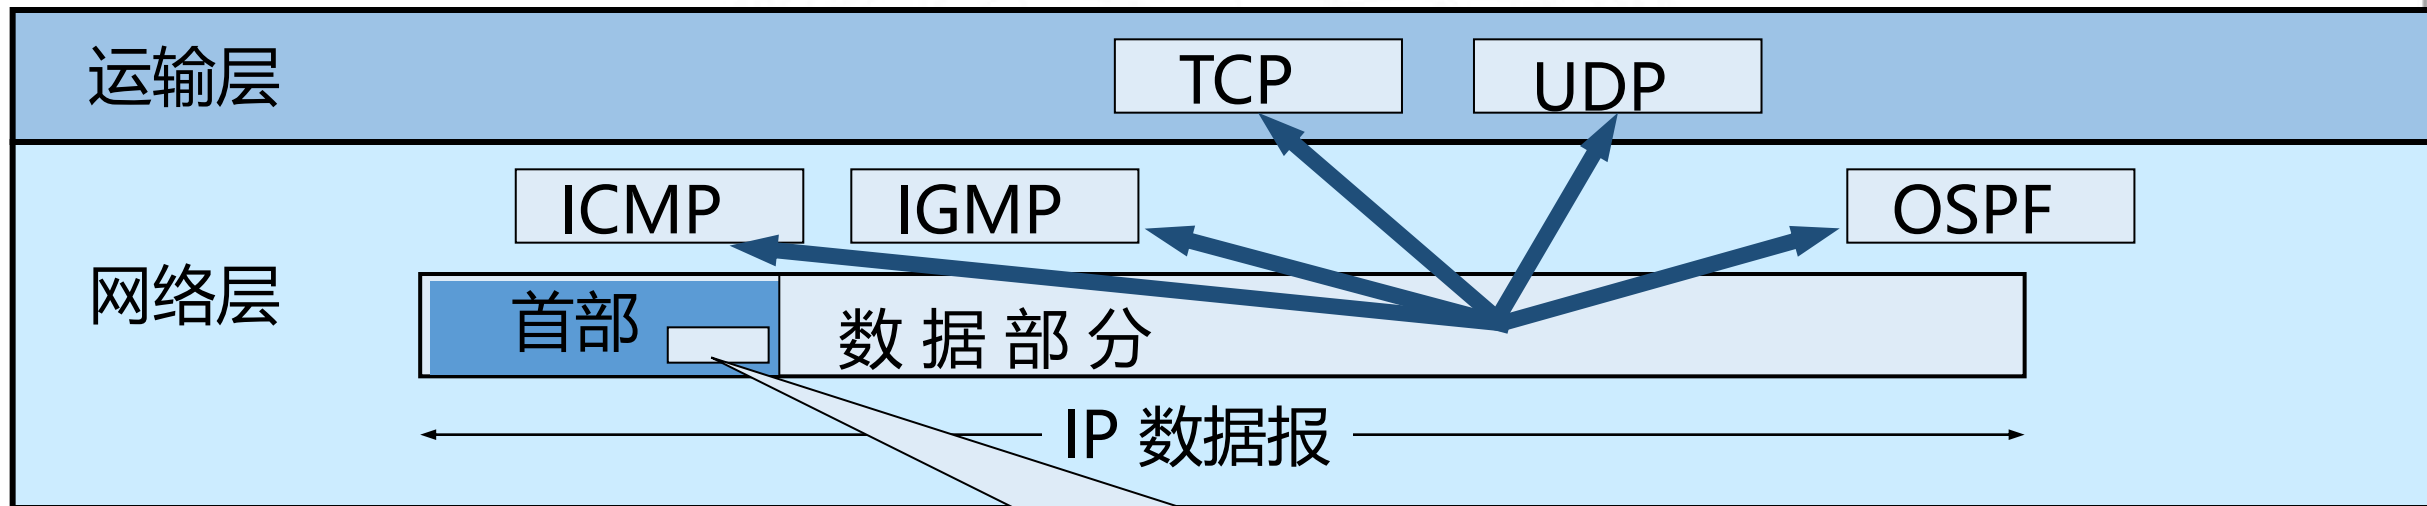 运输层
TCP
UDP
ICMP
IGMP
OSPF
网络层
首部
数 据 部 分
IP 数据报